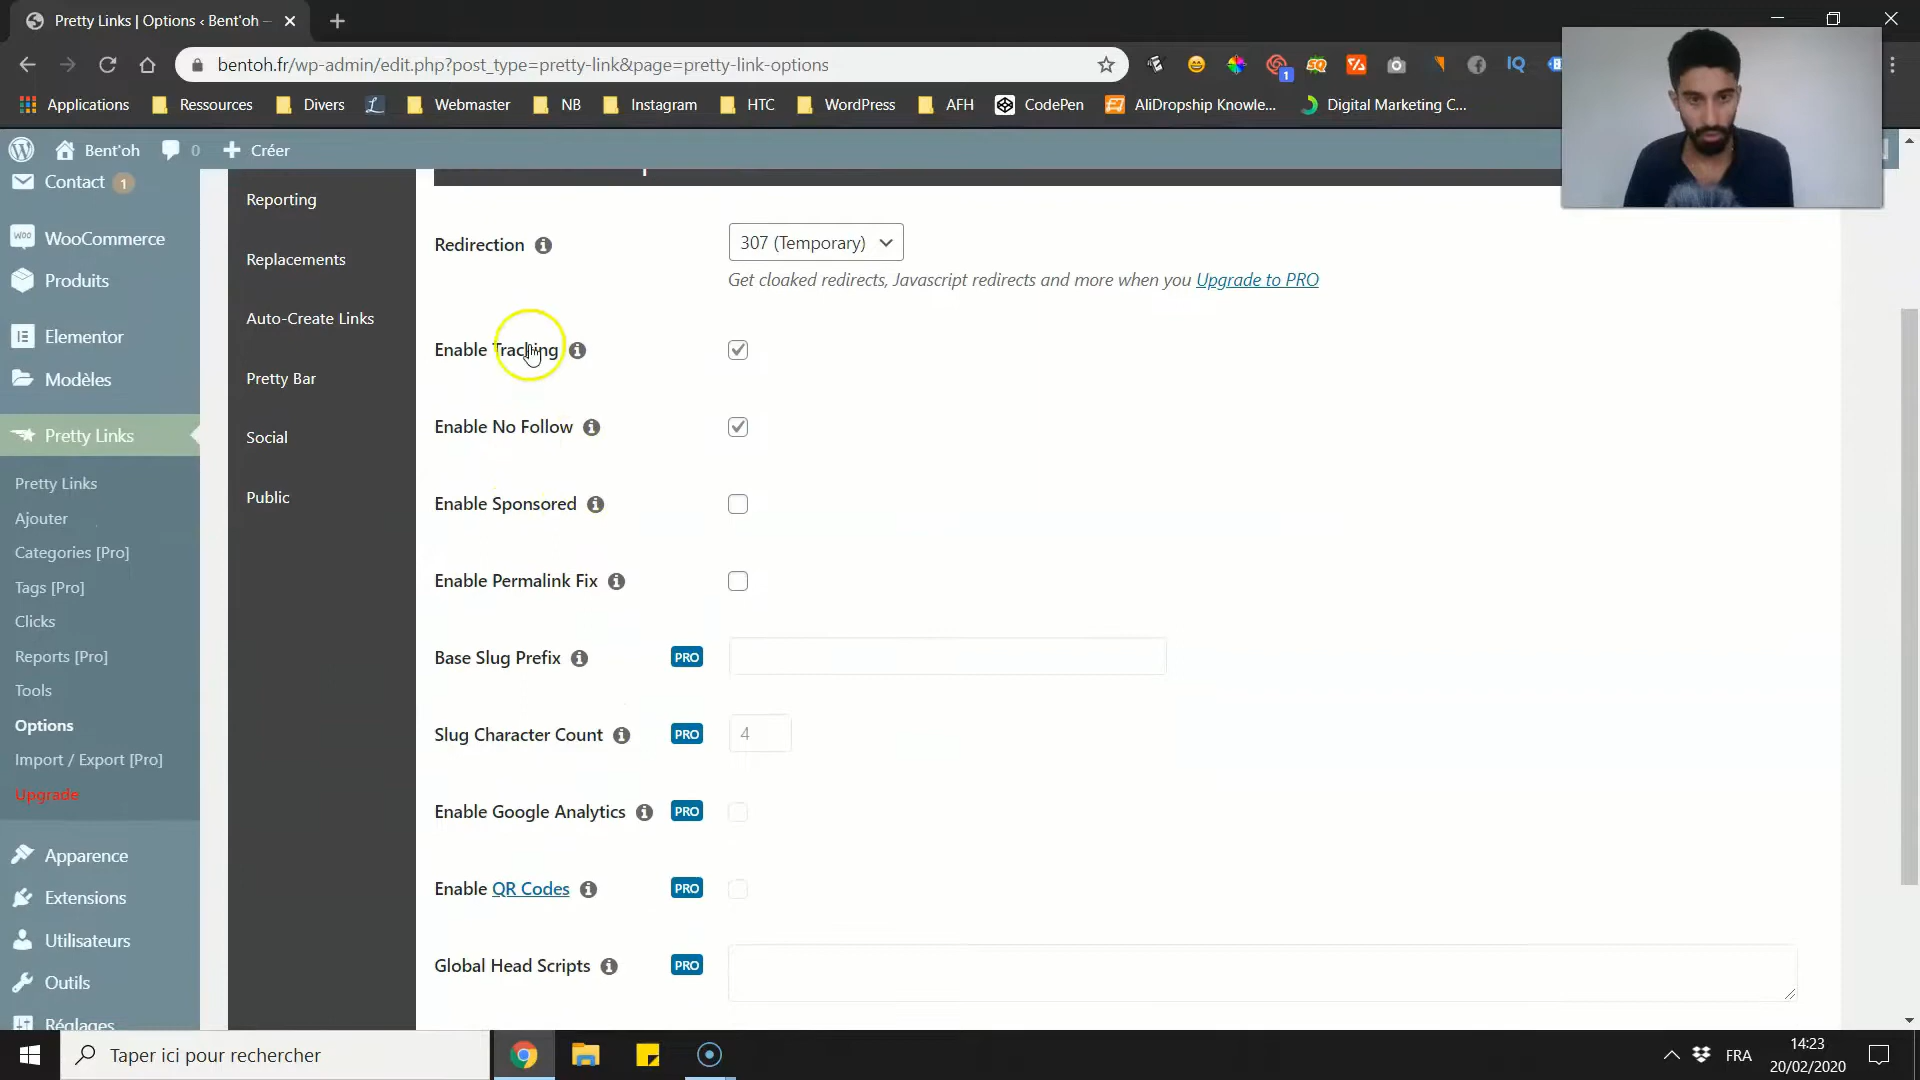 Pretty Links | Options ‹ Bent'oh –
bentoh.fr/wp-admin/edit.php?post_type=pretty-link&page=pretty-link-options
1
Applications
Ressources
Divers
Webmaster
NB
Instagram
HTC
WordPress
AFH
CodePen
AliDropship Knowle...
Digital Marketing C...
Bent'oh
0
Créer
Contact 1
WooCommerce
Produits
Elementor
Modèles
Pretty Links
Pretty Links
Ajouter
Categories [Pro]
Tags [Pro]
Clicks
Reports [Pro]
Tools
Options
Import / Export [Pro]
Upgrade
Apparence
Extensions
Utilisateurs
Outils
Réglages
Reporting
Replacements
Auto-Create Links
Pretty Bar
Social
Public
Redirection
307 (Temporary)
Get cloaked redirects, Javascript redirects and more when you Upgrade to PRO
Enable Tracking
Enable No Follow
Enable Sponsored
Enable Permalink Fix
Base Slug Prefix PRO
Slug Character Count PRO 4
Enable Google Analytics PRO
Enable QR Codes PRO
Global Head Scripts PRO
Taper ici pour rechercher
FRA
14:23
20/02/2020